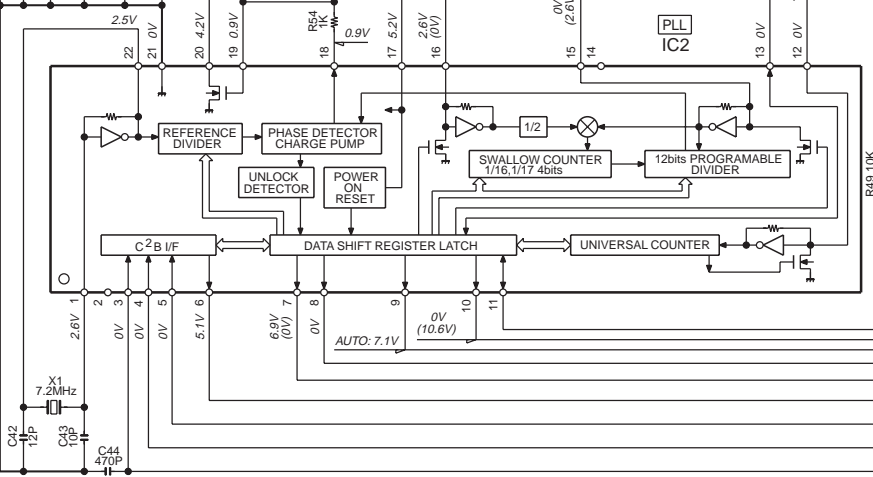 2.5V
0V
4.2V
0.9V
R54
1K
0.9V
5.2V
2.6V
(0V)
0V
(2.6V)
PLL
IC2
0V
0V
22
21
20
19
18
17
16
15
14
13
12
REFERENCE
DIVIDER
PHASE DETECTOR
CHARGE PUMP
1/2
UNLOCK
DETECTOR
POWER
ON
RESET
SWALLOW COUNTER
1/16,1/17 4bits
12bits PROGRAMABLE
DIVIDER
R49 10K
C²B I/F
DATA SHIFT REGISTER LATCH
UNIVERSAL COUNTER
1
2
3
4
5
6
7
8
9
10
11
2.6V
0V
0V
0V
5.1V
6.9V
(0V)
0V
AUTO: 7.1V
0V
(10.6V)
X1
7.2MHz
C42
12P
C43
10P
C44
470P